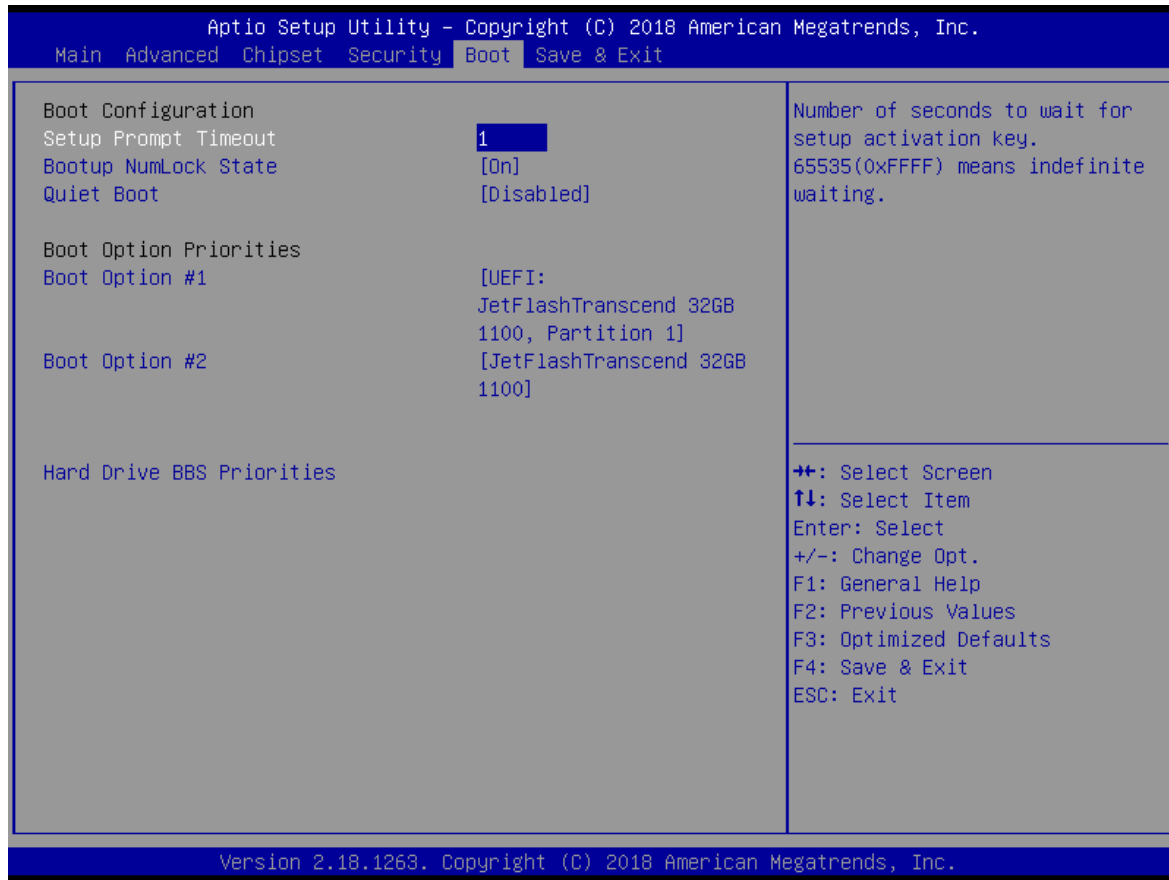 Aptio Setup Utility – Copyright (C) 2018 American Megatrends, Inc.
Main Advanced Chipset Security Boot Save & Exit
Boot Configuration
Setup Prompt Timeout 1
Bootup NumLock State [On]
Quiet Boot [Disabled]
Boot Option Priorities
Boot Option #1 [UEFI:
JetFlashTranscend 32GB
1100, Partition 1]
Boot Option #2 [JetFlashTranscend 32GB
1100]
Hard Drive BBS Priorities
Number of seconds to wait for
setup activation key.
65535(0xFFFF) means indefinite
waiting.
→←: Select Screen
↑↓: Select Item
Enter: Select
+/-: Change Opt.
F1: General Help
F2: Previous Values
F3: Optimized Defaults
F4: Save & Exit
ESC: Exit
Version 2.18.1263. Copyright (C) 2018 American Megatrends, Inc.